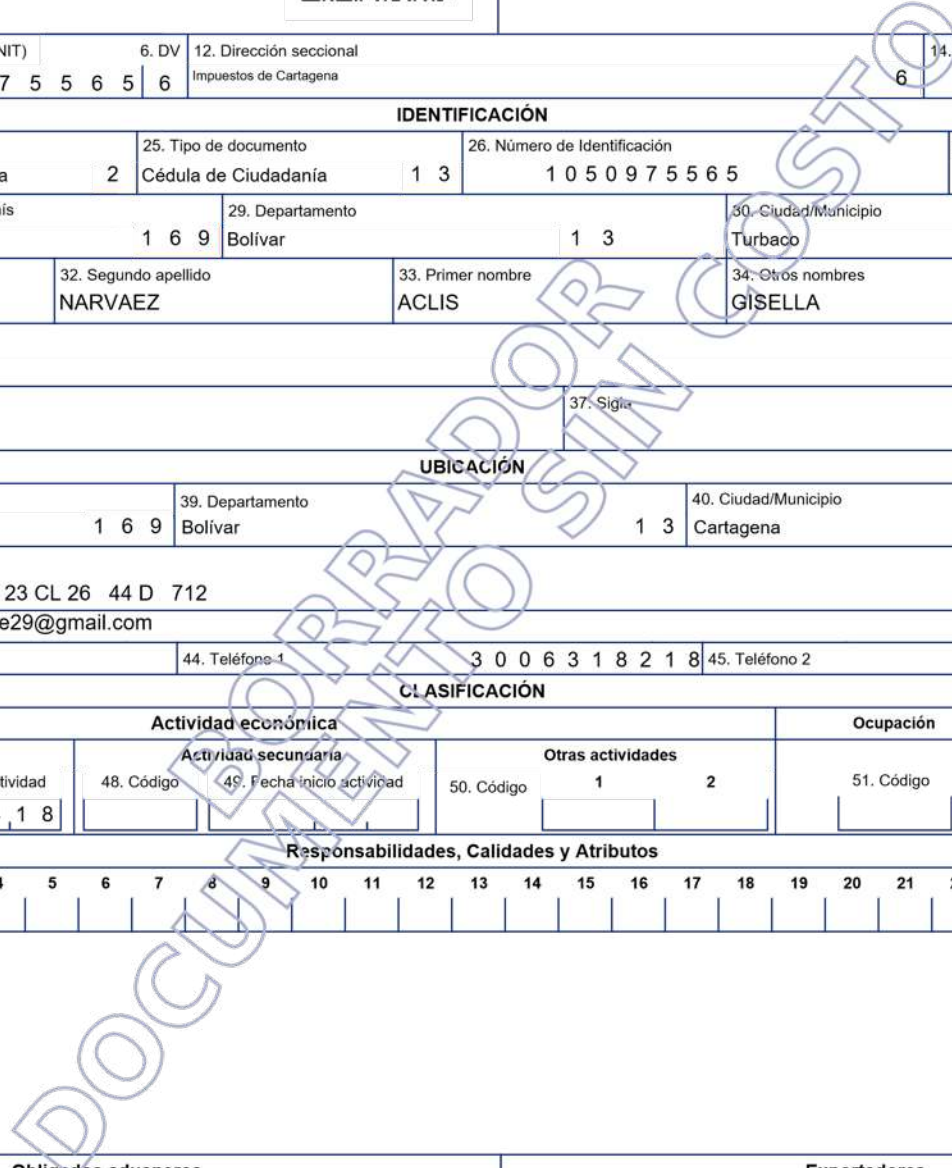 NIT) 6. DV 12. Dirección seccional 14.
7 5 5 6 5 6 Impuestos de Cartagena 6
IDENTIFICACIÓN
25. Tipo de documento 26. Número de Identificación
a 2 Cédula de Ciudadanía 1 3 1 0 5 0 9 7 5 5 6 5
ís 29. Departamento 30. Ciudad/Municipio
1 6 9 Bolívar 1 3 Turbaco
32. Segundo apellido 33. Primer nombre 34. Otros nombres
NARVAEZ ACLIS GISELLA
37. Sigla
UBICACIÓN
39. Departamento 40. Ciudad/Municipio
1 6 9 Bolívar 1 3 Cartagena
23 CL 26 44 D 712
e29@gmail.com
44. Teléfono 1 3 0 0 6 3 1 8 2 1 8 45. Teléfono 2
CLASIFICACIÓN
Actividad económica Ocupación
Actividad secundaria Otras actividades
tividad 48. Código 49. Fecha inicio actividad 50. Código 1 2 51. Código
1 8
Responsabilidades, Calidades y Atributos
5 6 7 8 9 10 11 12 13 14 15 16 17 18 19 20 21
BORRADOR
DOCUMENTO SIN COSTO